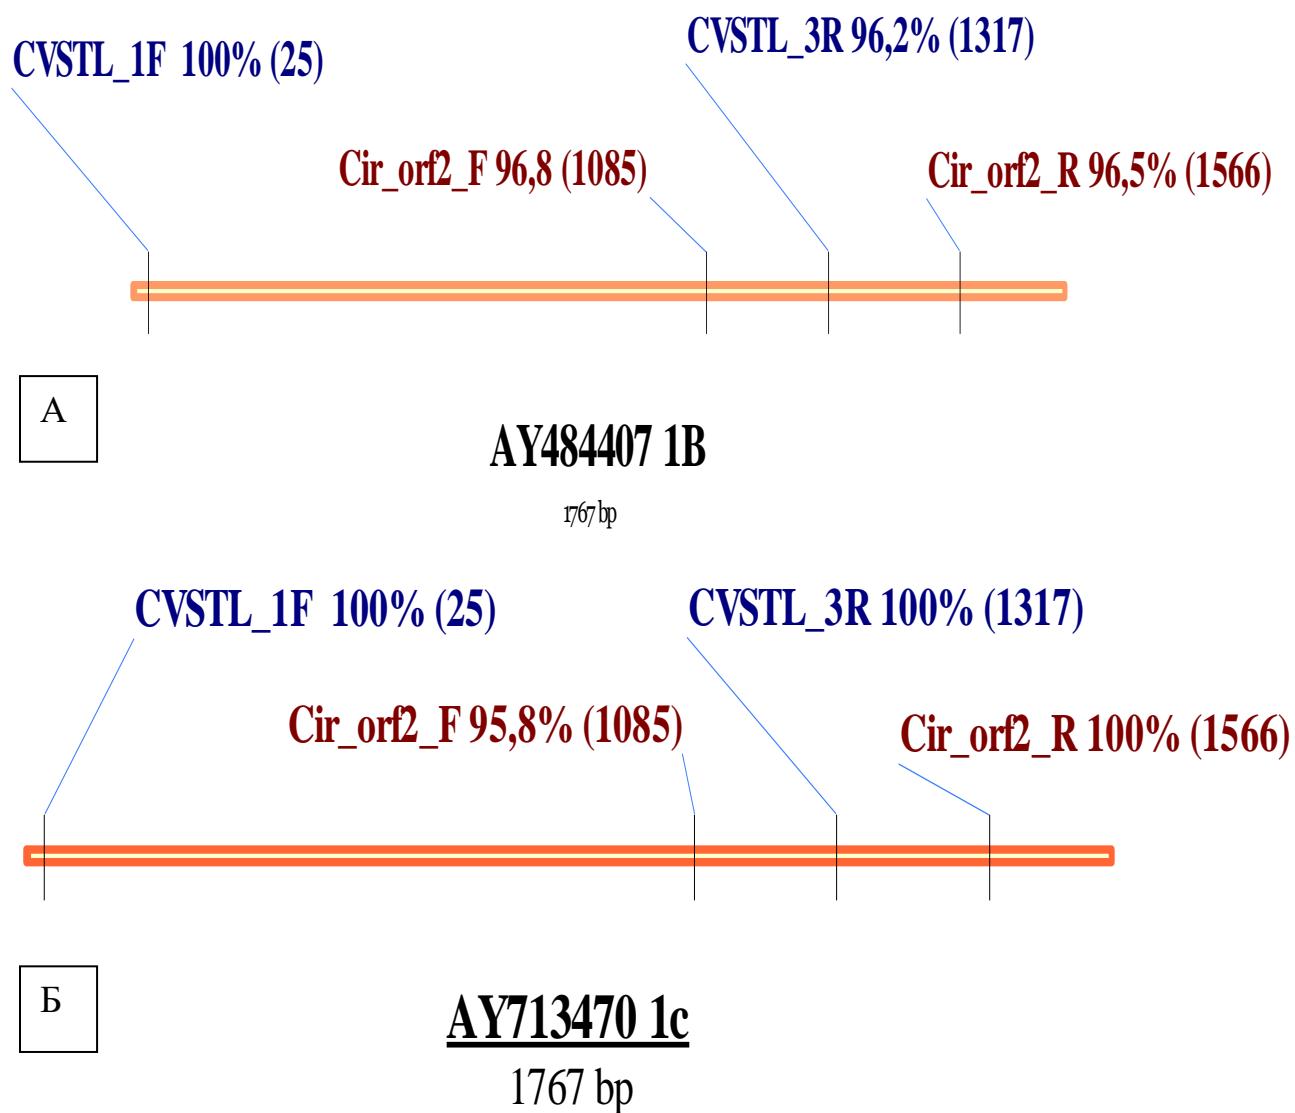 CVSTL_3R 96,2% (1317)
CVSTL_1F 100% (25)
Cir_orf2_F 96,8 (1085)
Cir_orf2_R 96,5% (1566)
А
AY484407 1B
1767 bp
CVSTL_1F 100% (25)
CVSTL_3R 100% (1317)
Cir_orf2_F 95,8% (1085)
Cir_orf2_R 100% (1566)
Б
AY713470 1c
1767 bp